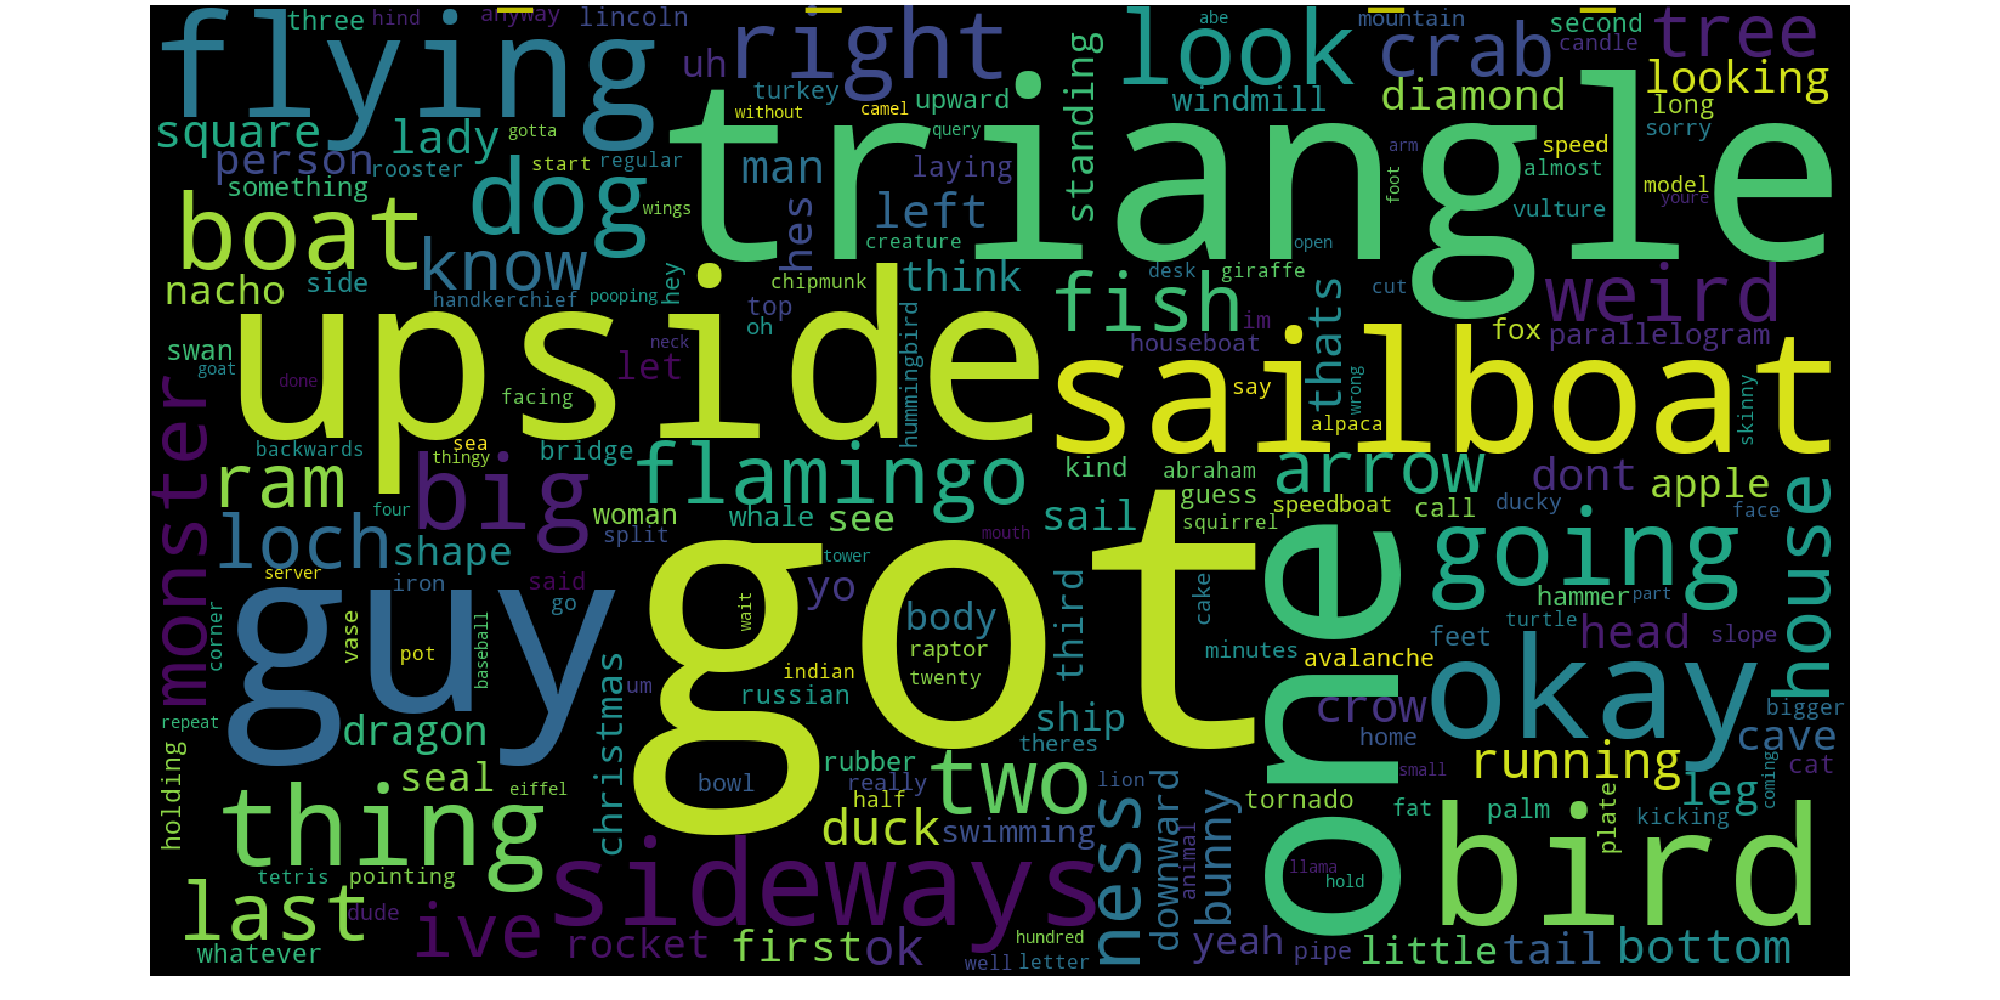 three hind anyway lincoln
flying right look crab tree
uh abe mountain second candle
standing looking
turkey upward windmill diamond long
without camel
triangle
square lady gotta query sorry
person rooster start regular man laying arm speed almost
something dog wings hes left foot model youre
boat creature vulture
know open
nacho side handkerchief pooping hey top chipmunk think fish desk giraffe thats cut weird
oh hummingbird im houseboat fox parallelogram
upside sailboat
swan goat done neck let
monster facing say wrong skinny
alpaca
backwards sea thingy bridge
ram big flamingo kind abraham arrow dont apple
four woman whale see sail guess squirrel speedboat call ducky face house
loch shape split mouth going
server iron said tower
guy got one
go yo third cake hammer part
corner vase pot baseball wait body turtle
christmas raptor minutes feet head slope
um indian twenty avalanche okay
russian
repeat dragon ship crow bigger
theres home cave
holding seal rubber running cat
eiffel bowl really two lion small coming
thing half tornado fat palm leg
duck swimming ness downward bunny plate kicking
sideways animal bird
tetris pointing llama hold
last dude ive
whatever rocket first ok hundred yeah pipe little tail bottom
well letter